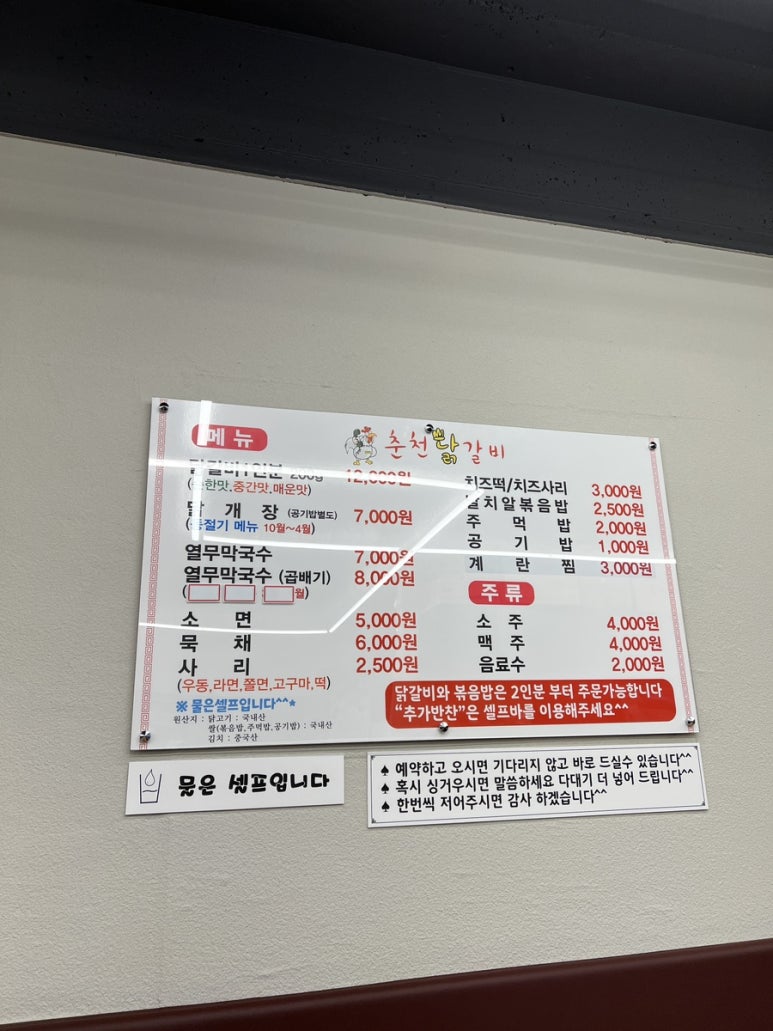 메뉴
춘천 닭갈비
닭갈비1인분 200g 12,000원
(순한맛,중간맛,매운맛)
닭개장 (공기밥별도) 7,000원
(동절기 메뉴 10월~4월)
열무막국수 7,000원
열무막국수 (곱배기) 8,000원
월)
소면 5,000원
묵채 6,000원
사리 2,500원
(우동,라면,쫄면,고구마,떡)
※ 물은셀프입니다^^*
원산지 : 닭고기 : 국내산
쌀(볶음밥,주먹밥,공기밥) : 국내산
김치 : 중국산
치즈떡/치즈사리 3,000원
날치알볶음밥 2,500원
주먹밥 2,000원
공기밥 1,000원
계란찜 3,000원
주류
소주 4,000원
맥주 4,000원
음료수 2,000원
닭갈비와 볶음밥은 2인분 부터 주문가능합니다
“추가반찬”은 셀프바를 이용해주세요^^
물은 셀프입니다
♠ 예약하고 오시면 기다리지 않고 바로 드실수 있습니다^^
♠ 혹시 싱거우시면 말씀하세요 다대기 더 넣어 드립니다^^
♠ 한번씩 저어주시면 감사 하겠습니다^^